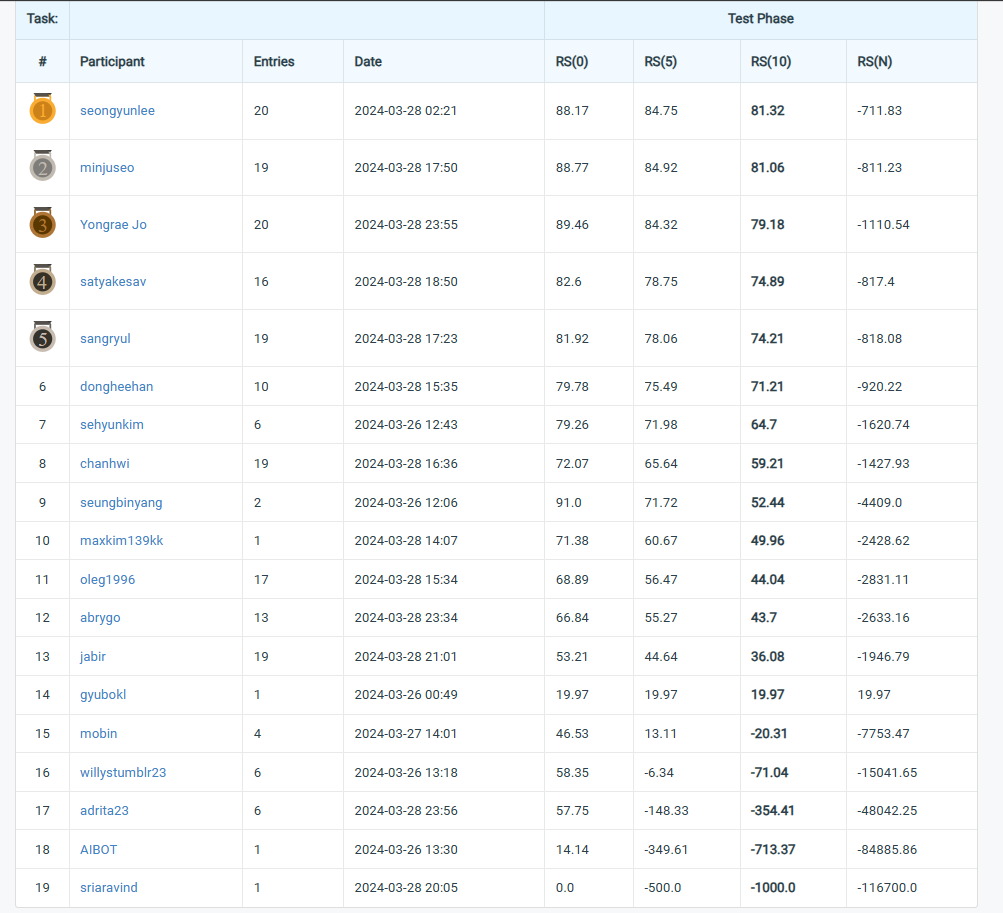 Task: Test Phase
# Participant Entries Date RS(0) RS(5) RS(10) RS(N)
1 seongyunlee 20 2024-03-28 02:21 88.17 84.75 81.32 -711.83
2 minjuseo 19 2024-03-28 17:50 88.77 84.92 81.06 -811.23
3 Yongrae Jo 20 2024-03-28 23:55 89.46 84.32 79.18 -1110.54
4 satyakesav 16 2024-03-28 18:50 82.6 78.75 74.89 -817.4
5 sangryul 19 2024-03-28 17:23 81.92 78.06 74.21 -818.08
6 dongheehan 10 2024-03-28 15:35 79.78 75.49 71.21 -920.22
7 sehyunkim 6 2024-03-26 12:43 79.26 71.98 64.7 -1620.74
8 chanhwi 19 2024-03-28 16:36 72.07 65.64 59.21 -1427.93
9 seungbinyang 2 2024-03-26 12:06 91.0 71.72 52.44 -4409.0
10 maxkim139kk 1 2024-03-28 14:07 71.38 60.67 49.96 -2428.62
11 oleg1996 17 2024-03-28 15:34 68.89 56.47 44.04 -2831.11
12 abrygo 13 2024-03-28 23:34 66.84 55.27 43.7 -2633.16
13 jabir 19 2024-03-28 21:01 53.21 44.64 36.08 -1946.79
14 gyubokl 1 2024-03-26 00:49 19.97 19.97 19.97 19.97
15 mobin 4 2024-03-27 14:01 46.53 13.11 -20.31 -7753.47
16 willystumblr23 6 2024-03-26 13:18 58.35 -6.34 -71.04 -15041.65
17 adrita23 6 2024-03-28 23:56 57.75 -148.33 -354.41 -48042.25
18 AIBOT 1 2024-03-26 13:30 14.14 -349.61 -713.37 -84885.86
19 sriaravind 1 2024-03-28 20:05 0.0 -500.0 -1000.0 -116700.0